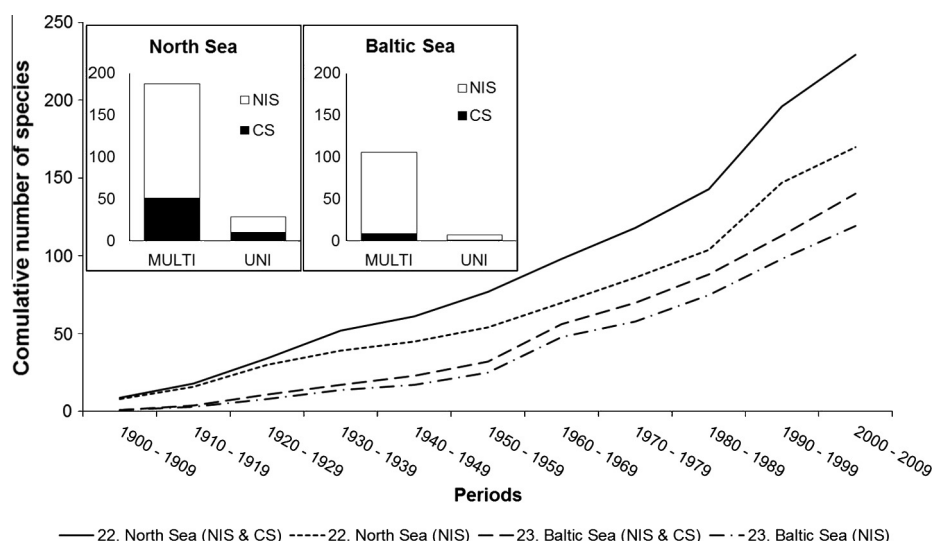 Comulative number of species
250
200
150
100
50
0
North Sea
200
150
100
50
0
NIS
CS
MULTI UNI
Baltic Sea
200
150
100
50
0
NIS
CS
MULTI UNI
1900 - 1909
1910 - 1919
1920 - 1929
1930 - 1939
1940 - 1949
1950 - 1959
1960 - 1969
1970 - 1979
1980 - 1989
1990 - 1999
2000 - 2009
Periods
22. North Sea (NIS & CS) 22. North Sea (NIS) 23. Baltic Sea (NIS & CS) 23. Baltic Sea (NIS)